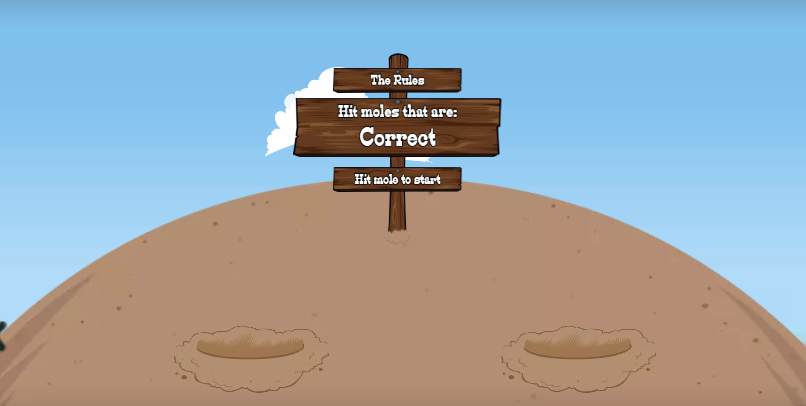 The Rules
Hit moles that are:
Correct
Hit mole to start